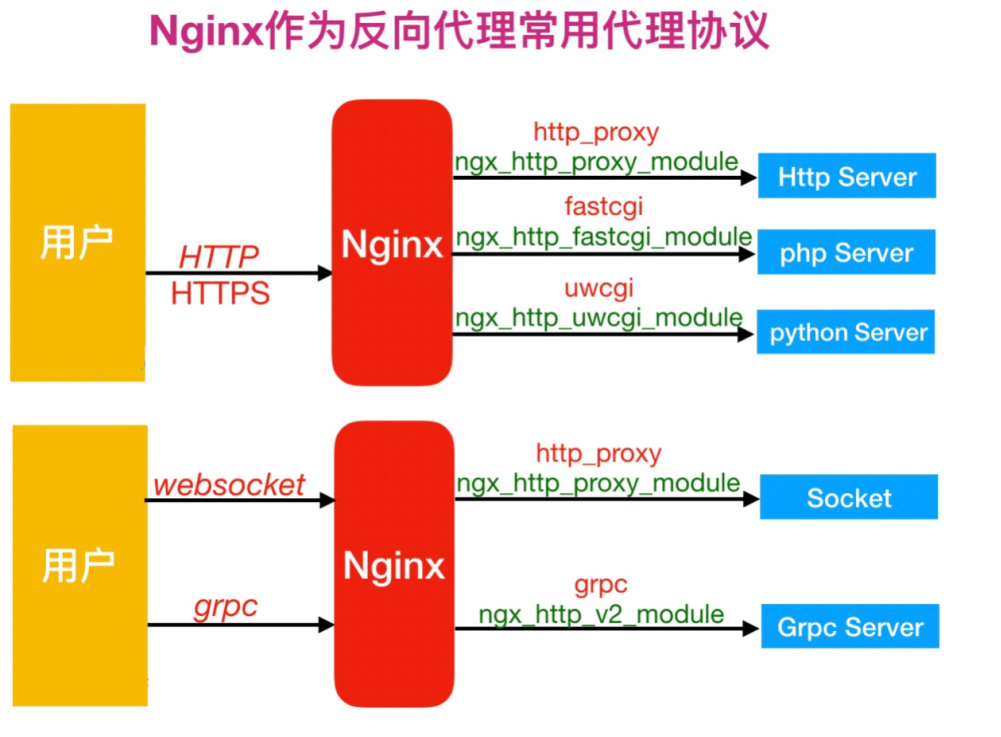 Nginx作为反向代理常用代理协议
用户
HTTP
HTTPS
Nginx
http_proxy
ngx_http_proxy_module
Http Server
fastcgi
ngx_http_fastcgi_module
php Server
uwcgi
ngx_http_uwcgi_module
python Server
用户
websocket
grpc
Nginx
http_proxy
ngx_http_proxy_module
Socket
grpc
ngx_http_v2_module
Grpc Server